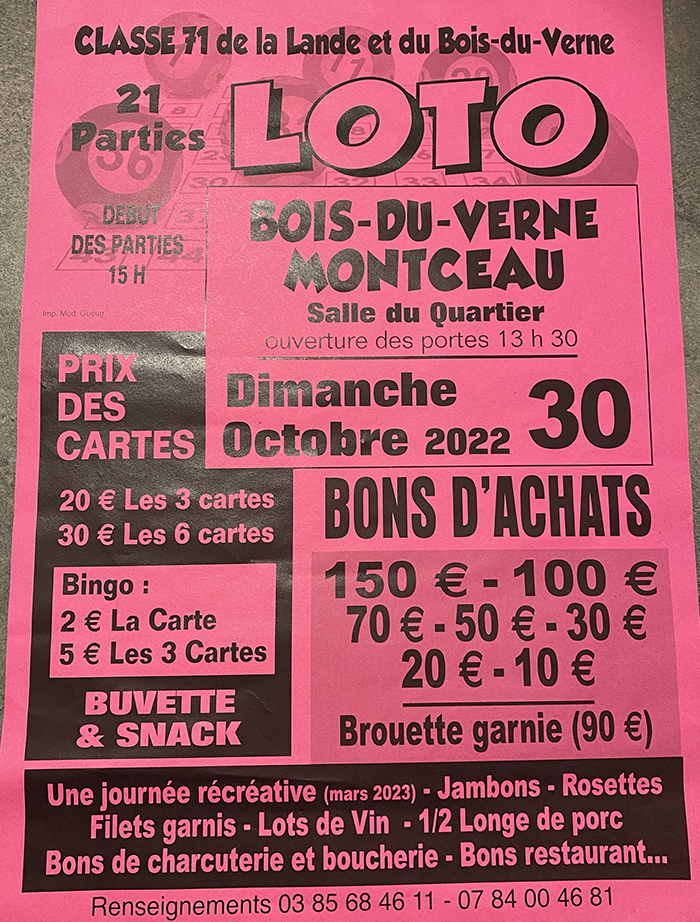 CLASSE 71 de la Lande et du Bois-du-Verne
21
Parties
LOTO
DEBUT
DES PARTIES
15 H
BOIS-DU-VERNE
MONTCEAU
Salle du Quartier
ouverture des portes 13 h 30
Imp. Mod. Gueug
Dimanche
Octobre 2022
30
PRIX
DES
CARTES
20 € Les 3 cartes
30 € Les 6 cartes
Bingo :
2 € La Carte
5 € Les 3 Cartes
BUVETTE
& SNACK
BONS D'ACHATS
150 € - 100 €
70 € - 50 € - 30 €
20 € - 10 €
Brouette garnie (90 €)
Une journée récréative (mars 2023) - Jambons - Rosettes
Filets garnis - Lots de Vin - 1/2 Longe de porc
Bons de charcuterie et boucherie - Bons restaurant...
Renseignements 03 85 68 46 11 - 07 84 00 46 81